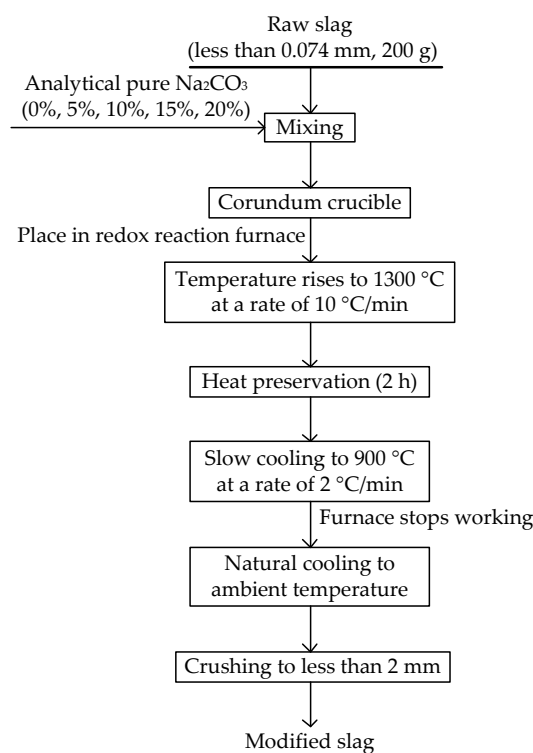 Raw slag
(less than 0.074 mm, 200 g)
Analytical pure Na₂CO₃
(0%, 5%, 10%, 15%, 20%)
Mixing
Corundum crucible
Place in redox reaction furnace
Temperature rises to 1300 °C
at a rate of 10 °C/min
Heat preservation (2 h)
Slow cooling to 900 °C
at a rate of 2 °C/min
Furnace stops working
Natural cooling to
ambient temperature
Crushing to less than 2 mm
Modified slag